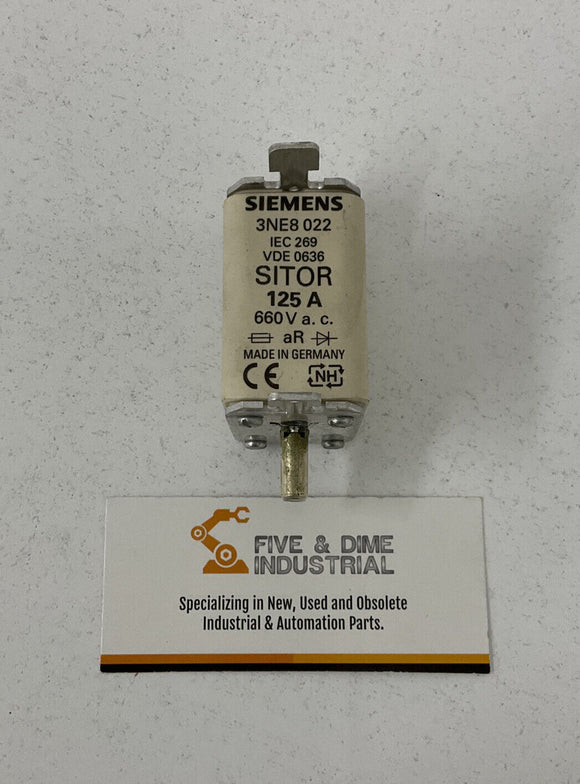 SIEMENS
3NE8 022
IEC 269
VDE 0636
SITOR
125 A
660V a. c.
aR
MADE IN GERMANY
CE NH
FIVE & DIME
INDUSTRIAL
Specializing in New, Used and Obsolete
Industrial & Automation Parts.